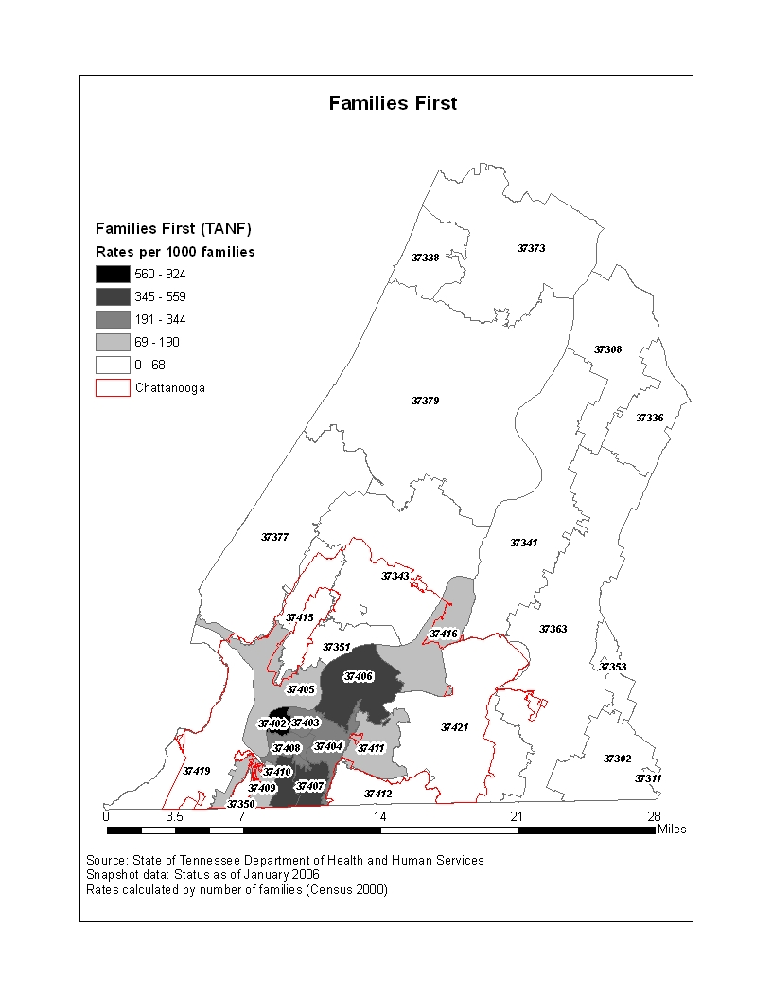 Families First
Families First (TANF)
Rates per 1000 families
560 - 924
345 - 559
191 - 344
69 - 190
0 - 68
Chattanooga
37373
37338
37308
37379
37336
37377
37341
37343
37415
37363
37416
37351
37353
37406
37405
37402
37403
37421
37408
37404
37411
37302
37419
37410
37311
37409
37407
37412
37350
0 3.5 7 14 21 28
Miles
Source: State of Tennessee Department of Health and Human Services
Snapshot data: Status as of January 2006
Rates calculated by number of families (Census 2000)